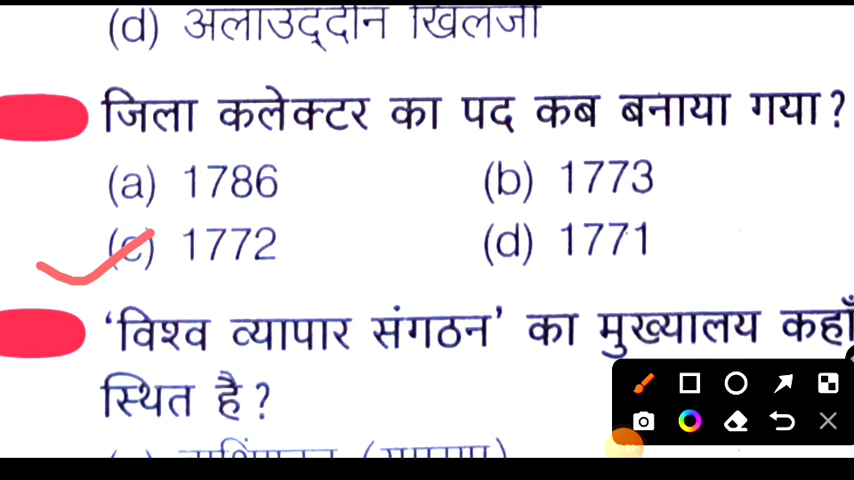 (d) अलाउद्दीन खिलजी
जिला कलेक्टर का पद कब बनाया गया?
(a) 1786 (b) 1773
(c) 1772 (d) 1771
'विश्व व्यापार संगठन' का मुख्यालय कहाँ
स्थित है?